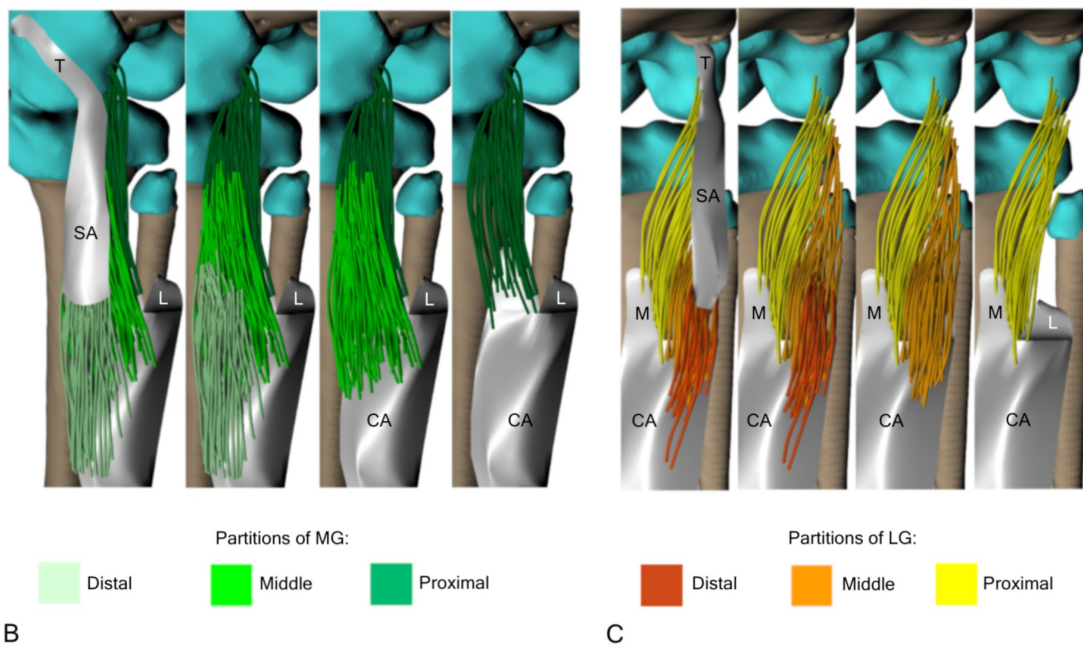 T
SA
L
L
L
CA
L
CA
T
SA
M
CA
M
CA
M
CA
M
L
CA
Partitions of MG:
Distal
Middle
Proximal
B
Partitions of LG:
Distal
Middle
Proximal
C